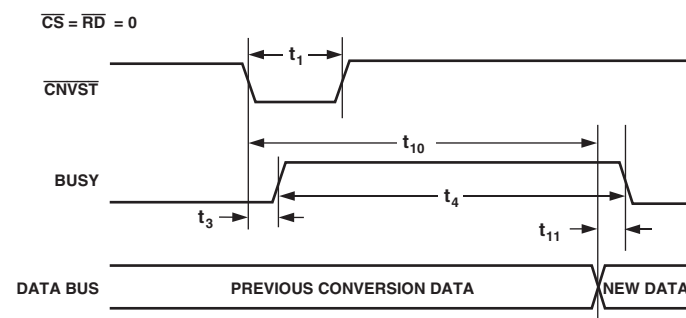 CS = RD = 0
t1
CNVST
t10
BUSY
t4
t3
t11
DATA BUS PREVIOUS CONVERSION DATA NEW DATA